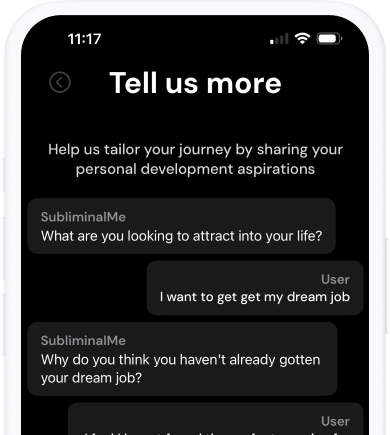 11:17
Tell us more
Help us tailor your journey by sharing your
personal development aspirations
SubliminalMe
What are you looking to attract into your life?
User
I want to get get my dream job
SubliminalMe
Why do you think you haven't already gotten
your dream job?
User